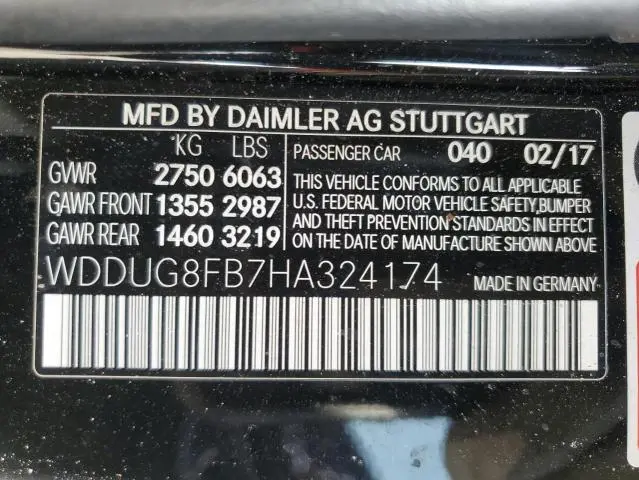 MFD BY DAIMLER AG STUTTGART
KG LBS
GVWR 2750 6063
GAWR FRONT 1355 2987
GAWR REAR 1460 3219
PASSENGER CAR 040 02/17
THIS VEHICLE CONFORMS TO ALL APPLICABLE
U.S. FEDERAL MOTOR VEHICLE SAFETY,BUMPER
AND THEFT PREVENTION STANDARDS IN EFFECT
ON THE DATE OF MANUFACTURE SHOWN ABOVE.
WDDUG8FB7HA324174
MADE IN GERMANY